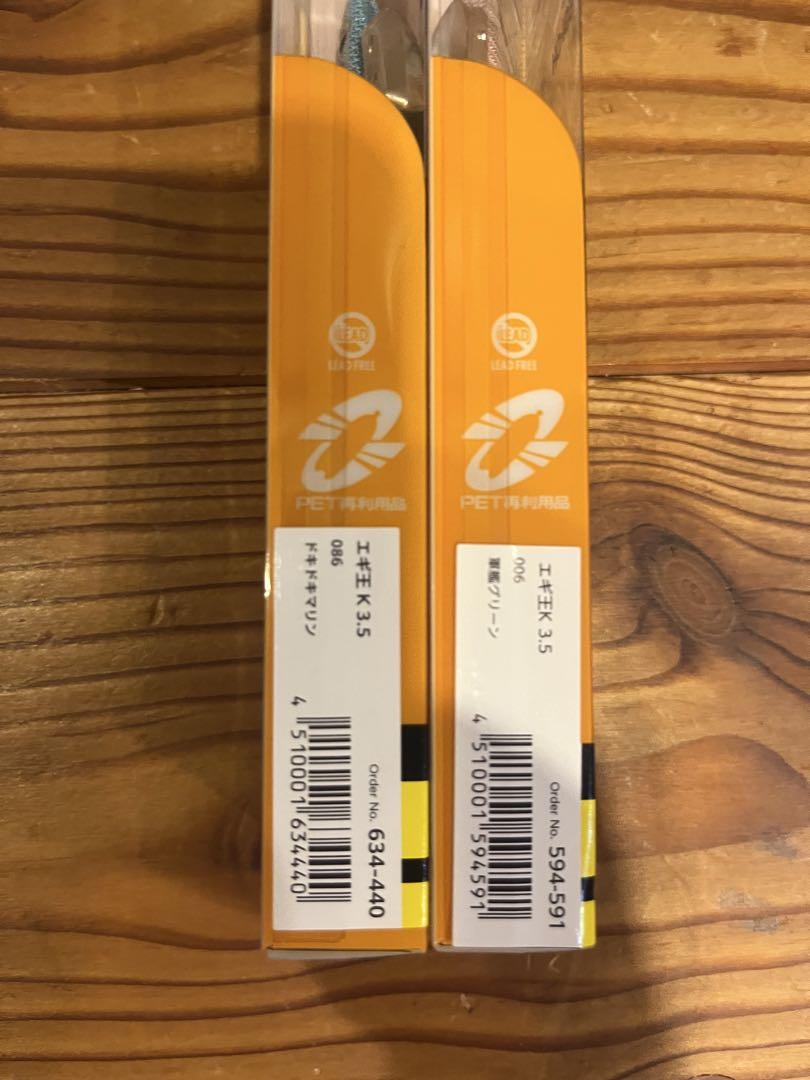 LEAD
LEAD FREE
PET再利用品
エギ王 K 3.5
086
ドキドキマリン
Order No. 634-440
4 510001 634440
LEAD
LEAD FREE
PET再利用品
エギ王K 3.5
006
軍艦グリーン
Order No. 594-591
4 510001 594591